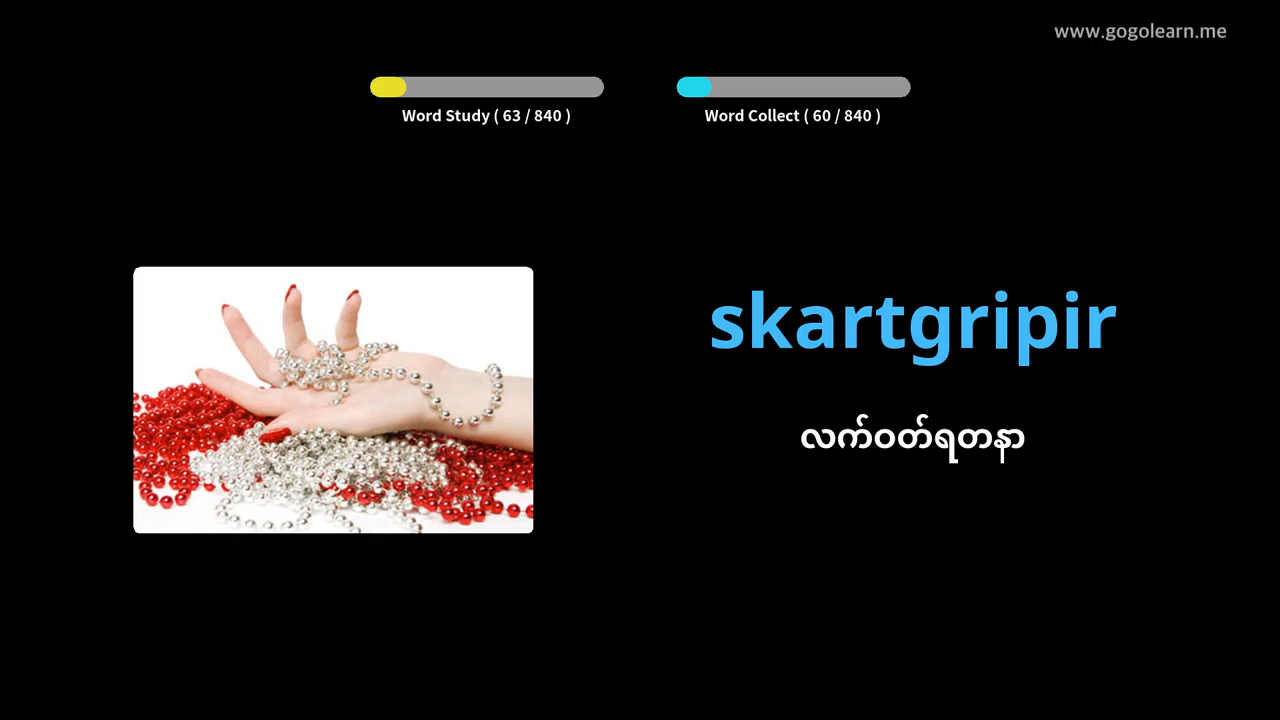 www.gogolearn.me
Word Study ( 63 / 840 )
Word Collect ( 60 / 840 )
skartgripir
လက်ဝတ်ရတနာ